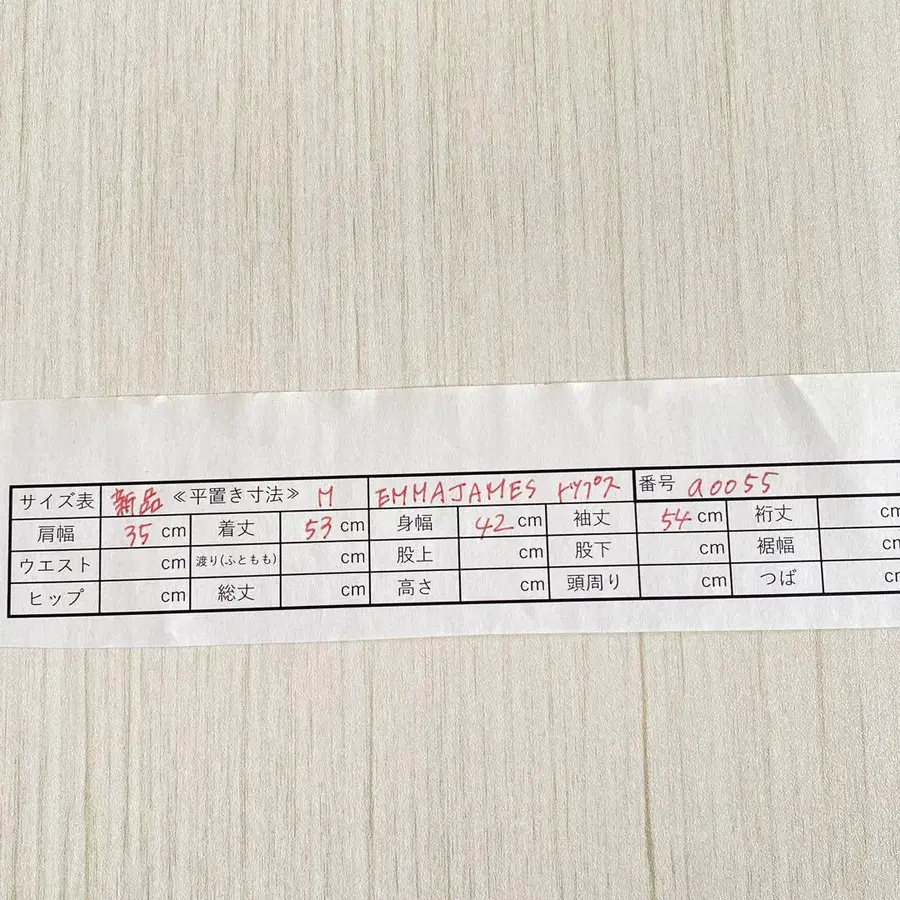 サイズ表 新品 ≪平置き寸法≫ M EMMAJAMES トップス 番号 a0055
肩幅 35 cm 着丈 53 cm 身幅 42 cm 袖丈 54 cm 裄丈 cm
ウエスト cm 渡り(ふともも) cm 股上 cm 股下 cm 裾幅 cm
ヒップ cm 総丈 cm 高さ cm 頭周り cm つば cm